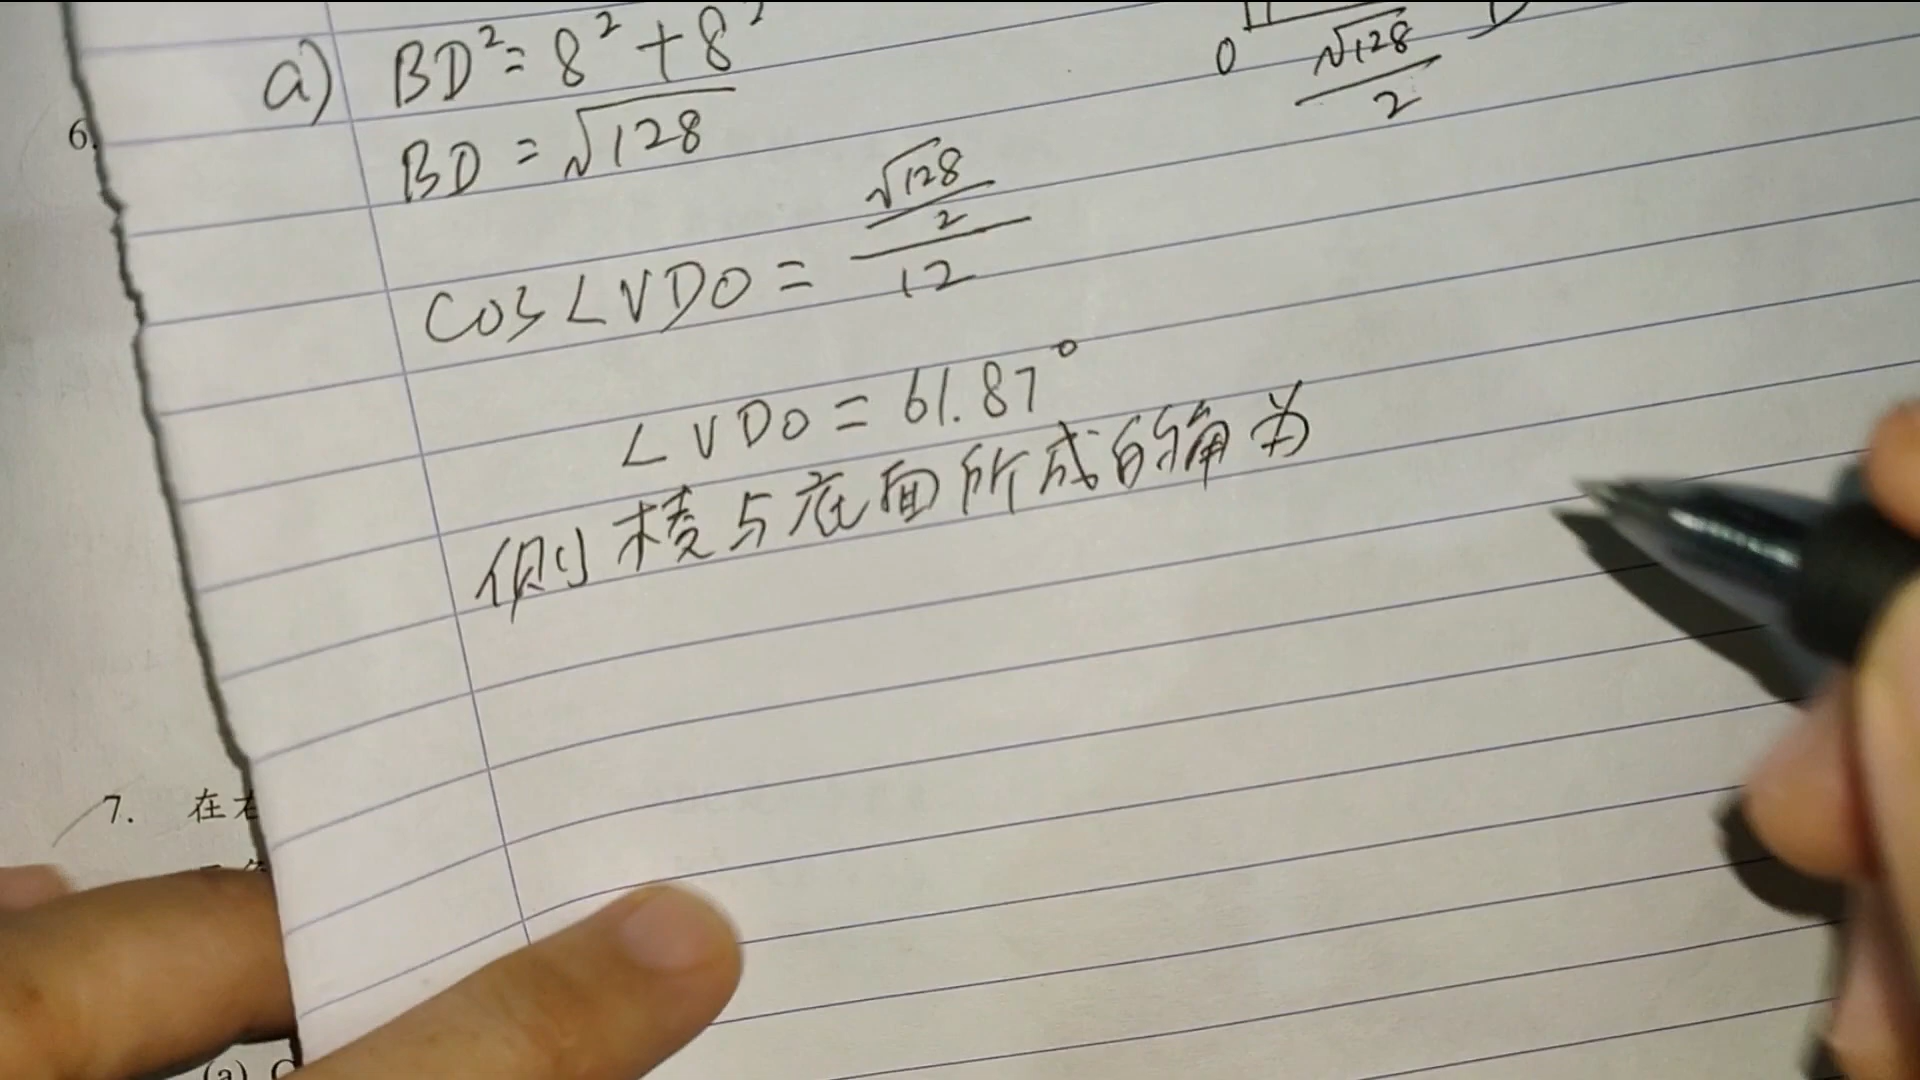 a) BD² = 8² + 8²
BD = √128
O √128/2 D
cos∠VDO = (√128/2)/12
∠VDO = 61.87°
侧棱与底面所成的角为
6.
7. 在右
(a)